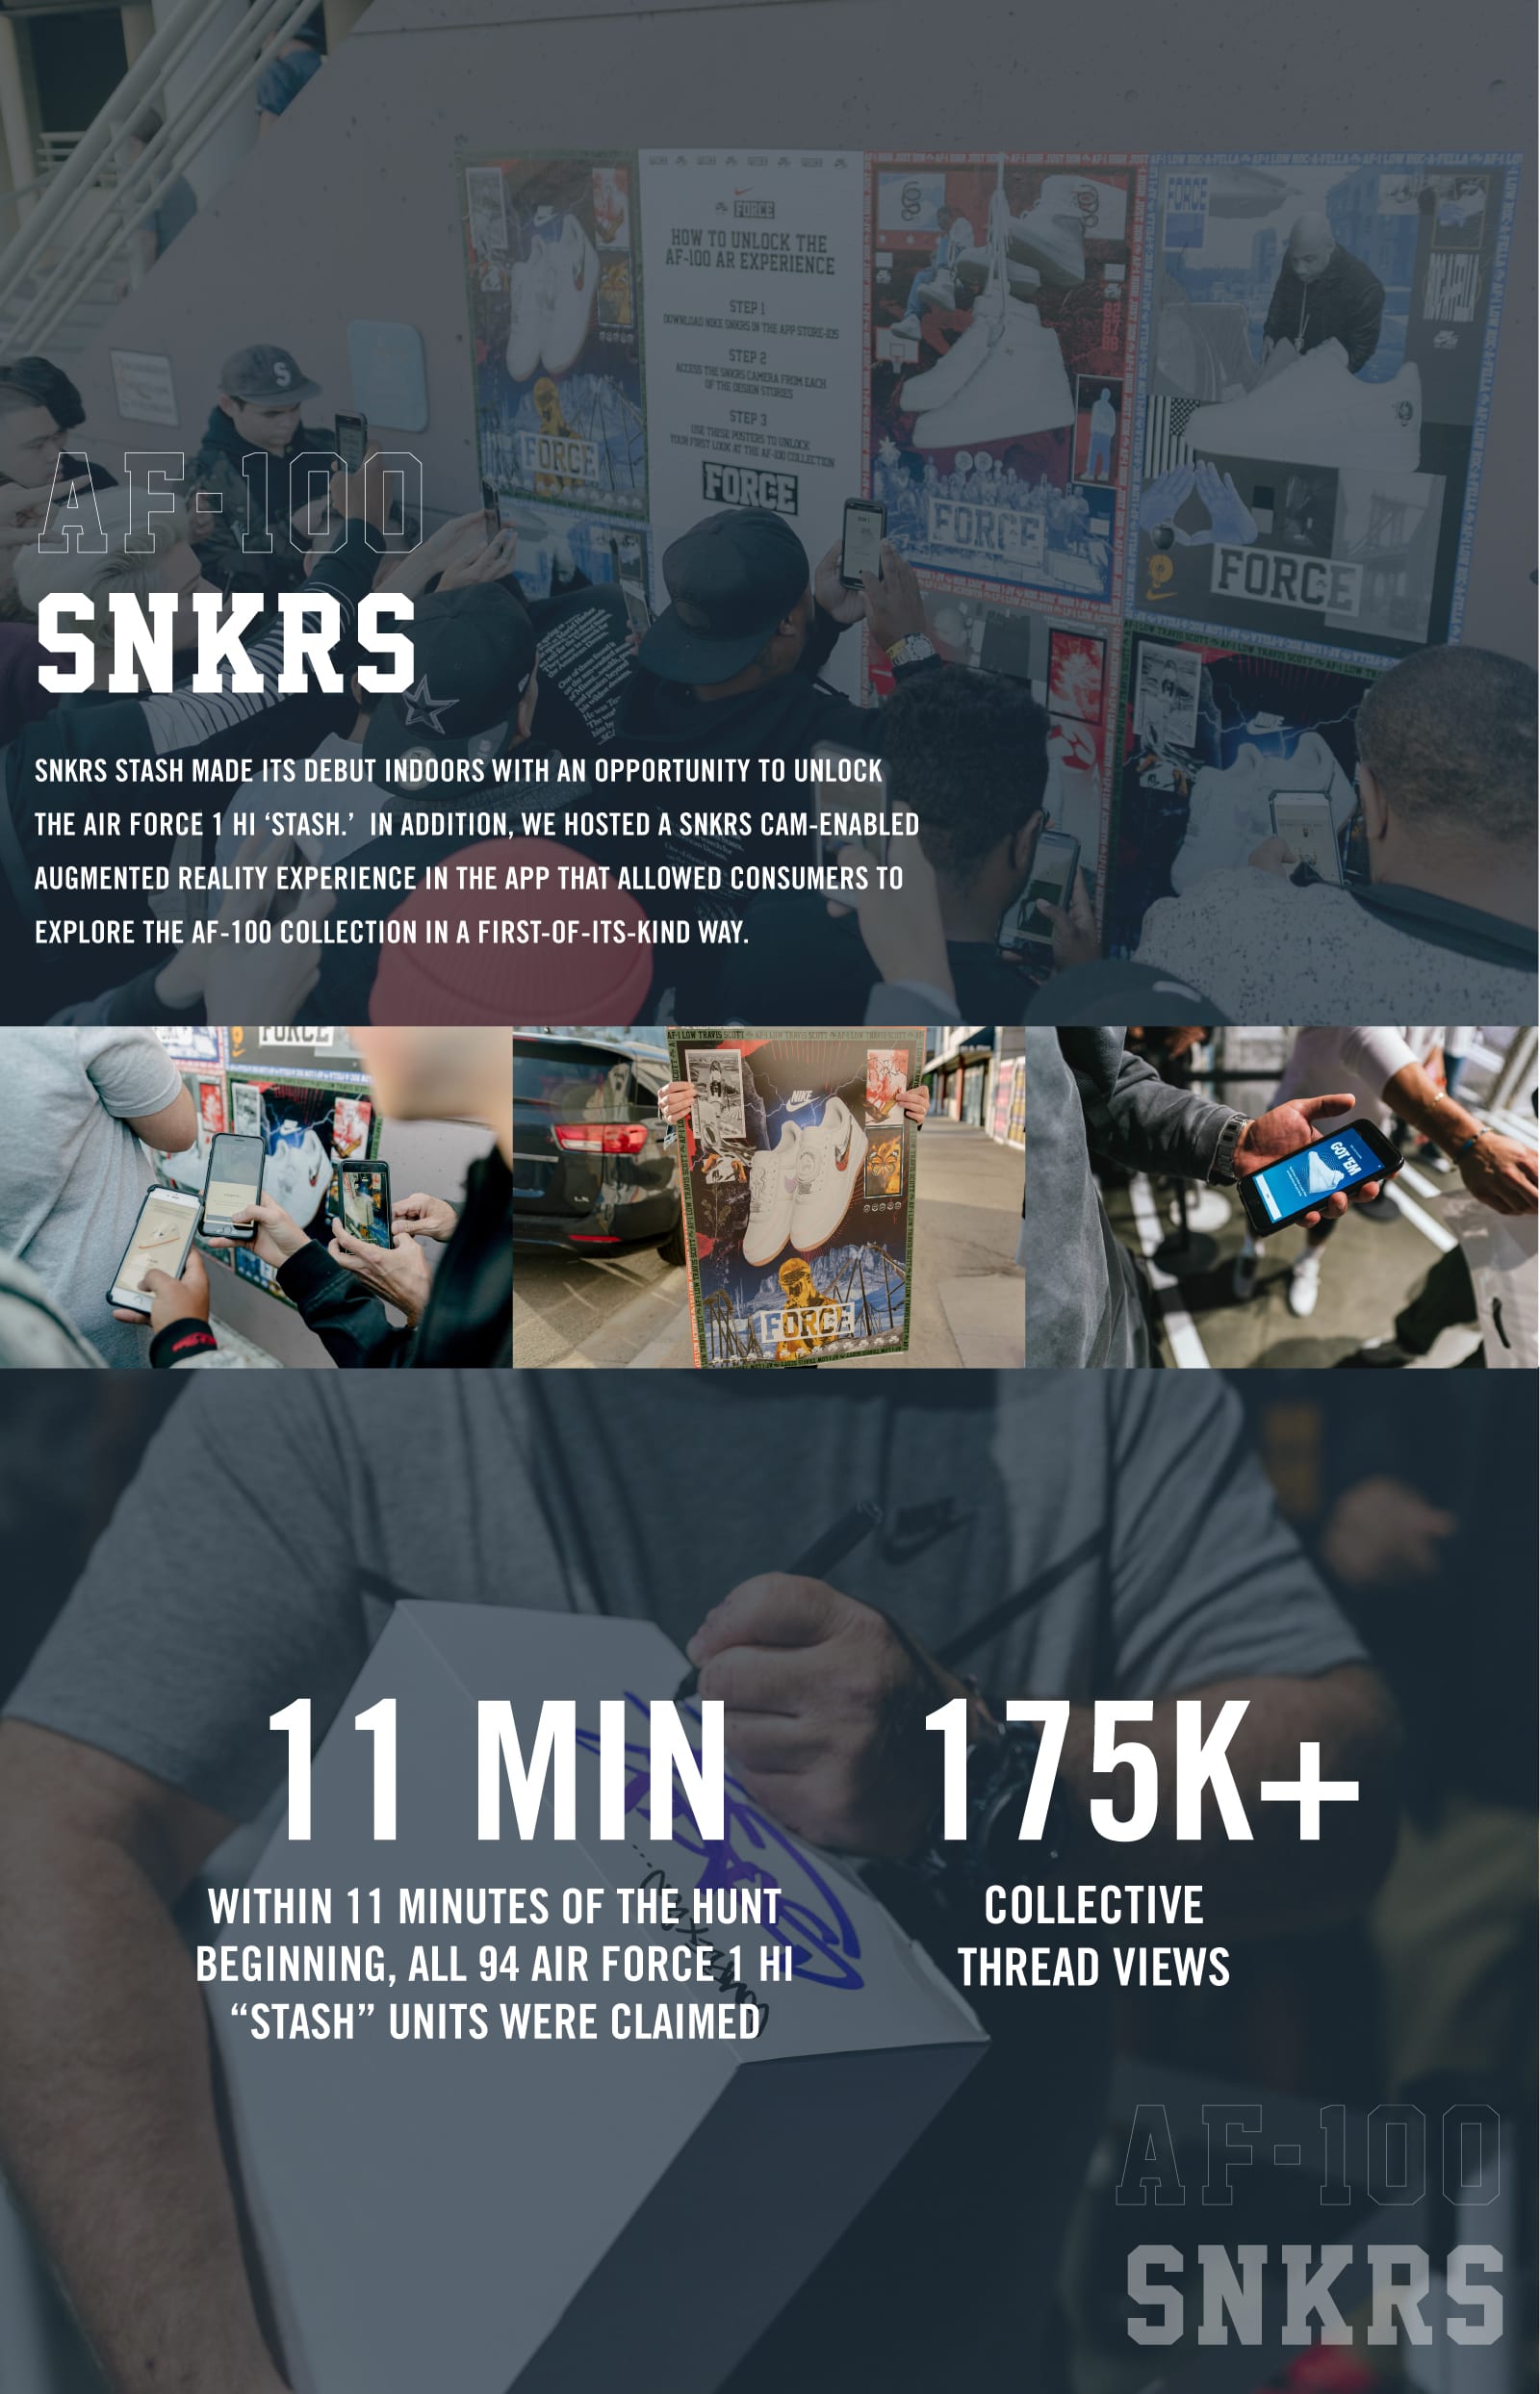 FORCE
HOW TO UNLOCK THE
AF-100 AR EXPERIENCE
STEP 1
DOWNLOAD NIKE SNKRS IN THE APP STORE-IOS
STEP 2
ACCESS THE SNKRS CAMERA FROM EACH
OF THE DESIGN STORIES
STEP 3
USE THESE POSTERS TO UNLOCK
YOUR FIRST LOOK AT THE AF-100 COLLECTION
FORCE
FORCE
FORCE
FORCE
FORCE
S
AF-100
SNKRS
SNKRS STASH MADE ITS DEBUT INDOORS WITH AN OPPORTUNITY TO UNLOCK
THE AIR FORCE 1 HI ‘STASH.’ IN ADDITION, WE HOSTED A SNKRS CAM-ENABLED
AUGMENTED REALITY EXPERIENCE IN THE APP THAT ALLOWED CONSUMERS TO
EXPLORE THE AF-100 COLLECTION IN A FIRST-OF-ITS-KIND WAY.
FORCE
AF-1 LOW TRAVIS SCOTT
NIKE
FORCE
GOT 'EM
11 MIN
WITHIN 11 MINUTES OF THE HUNT
BEGINNING, ALL 94 AIR FORCE 1 HI
“STASH” UNITS WERE CLAIMED
175K+
COLLECTIVE
THREAD VIEWS
AF-100
SNKRS